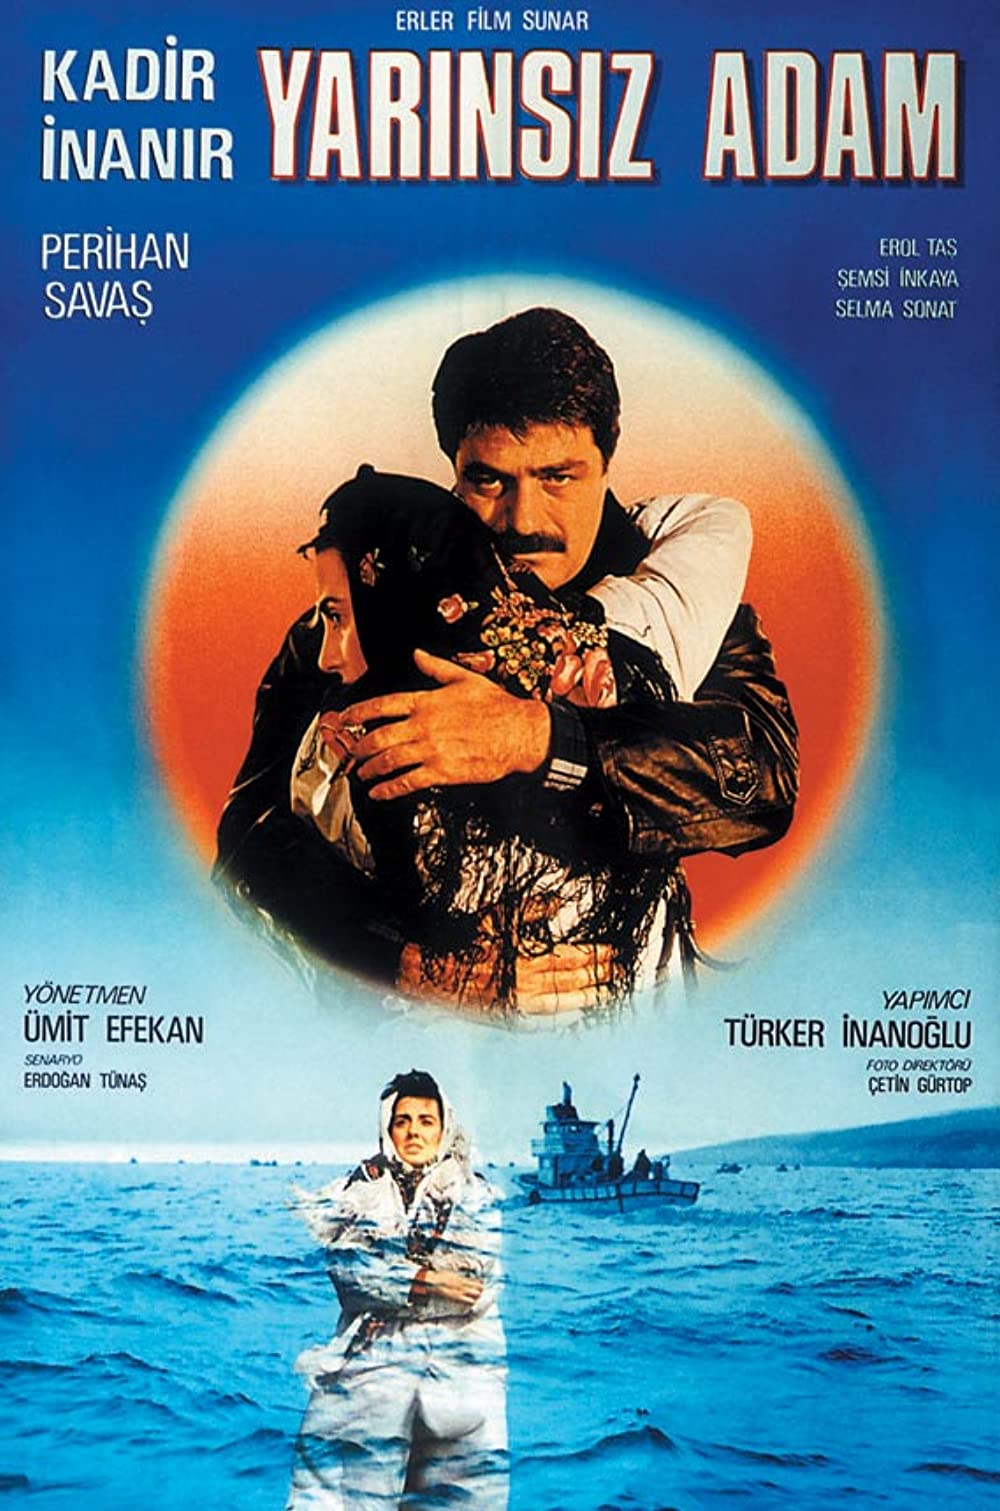 ERLER FİLM SUNAR
KADİR
İNANIR
YARINSIZ ADAM
PERİHAN
SAVAŞ
EROL TAŞ
ŞEMSİ İNKAYA
SELMA SONAT
YÖNETMEN
ÜMİT EFEKAN
SENARYO
ERDOĞAN TÜNAŞ
YAPIMCI
TÜRKER İNANOĞLU
FOTO DİREKTÖRÜ
ÇETİN GÜRTOP